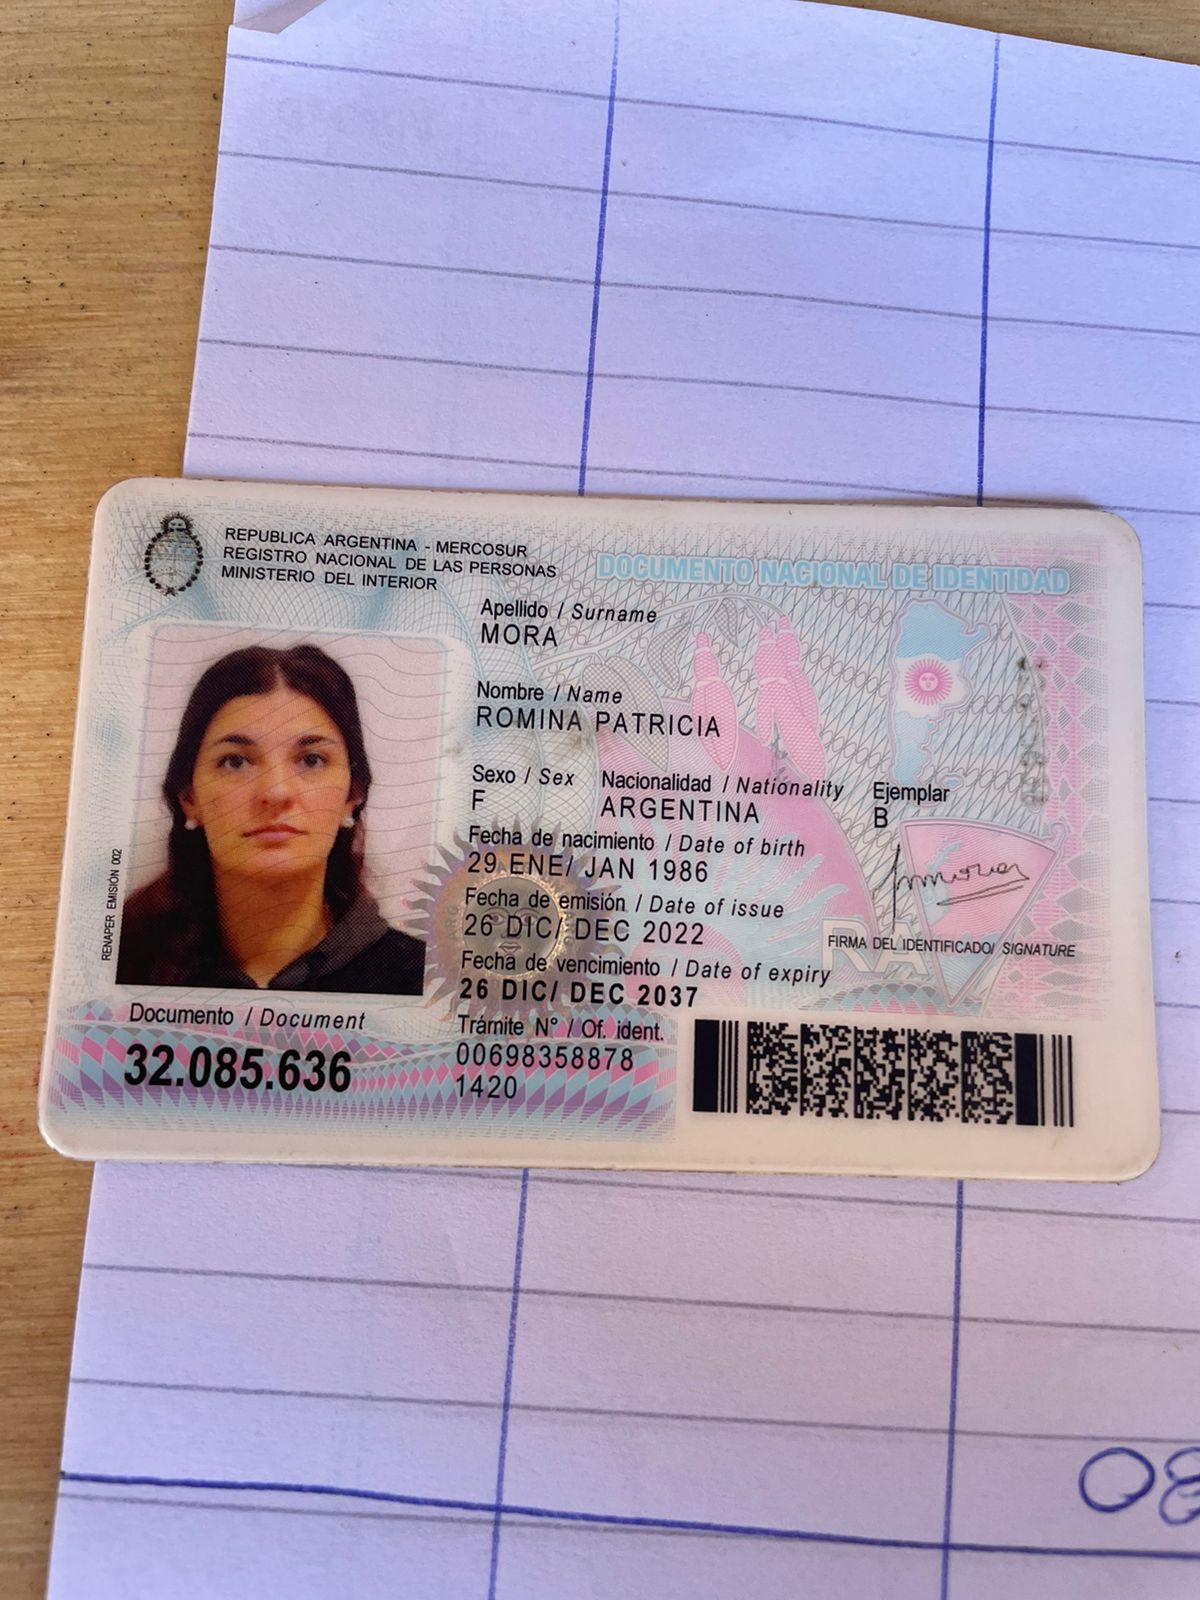 REPUBLICA ARGENTINA - MERCOSUR
REGISTRO NACIONAL DE LAS PERSONAS
MINISTERIO DEL INTERIOR
DOCUMENTO NACIONAL DE IDENTIDAD
Apellido / Surname
MORA
Nombre / Name
ROMINA PATRICIA
Sexo / Sex
F
Nacionalidad / Nationality
ARGENTINA
Ejemplar
B
Fecha de nacimiento / Date of birth
29 ENE/ JAN 1986
Fecha de emisión / Date of issue
26 DIC/ DEC 2022
FIRMA DEL IDENTIFICADO/ SIGNATURE
Fecha de vencimiento / Date of expiry
26 DIC/ DEC 2037
RENAPER EMISIÓN 002
RA
Documento / Document
32.085.636
Trámite N° / Of. ident.
00698358878
1420
08